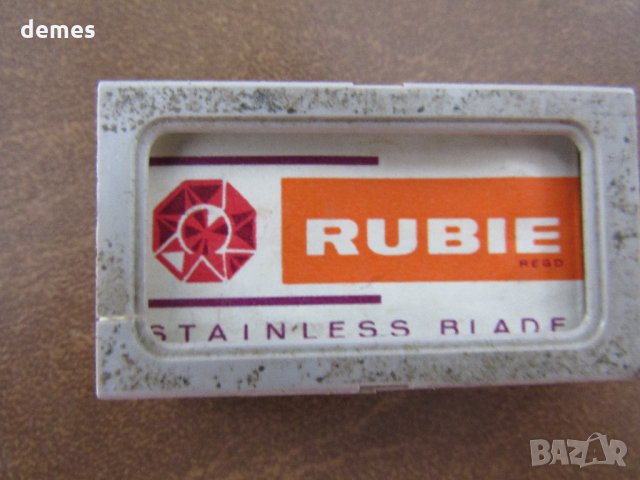 demes
RUBIE
REGD
STAINLESS BLADE
BAZAR